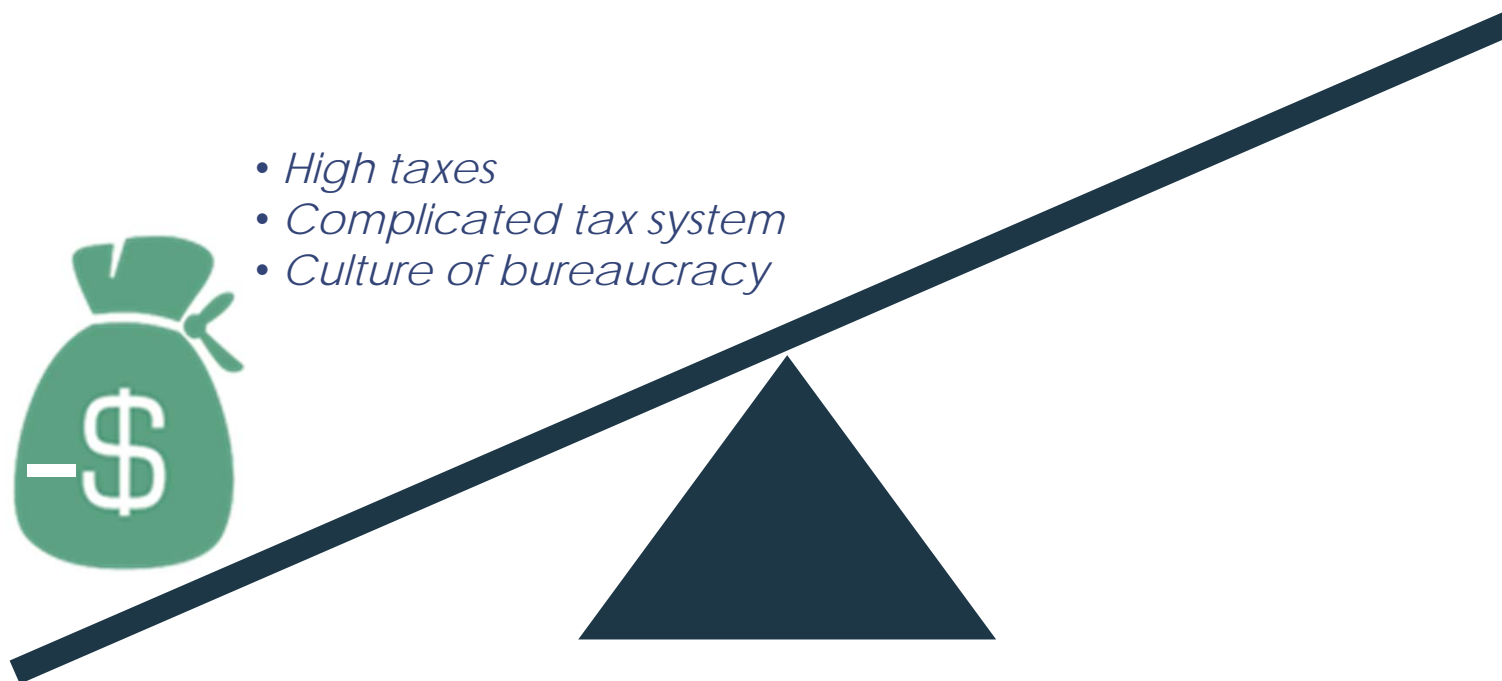 • High taxes
• Complicated tax system
• Culture of bureaucracy
-$